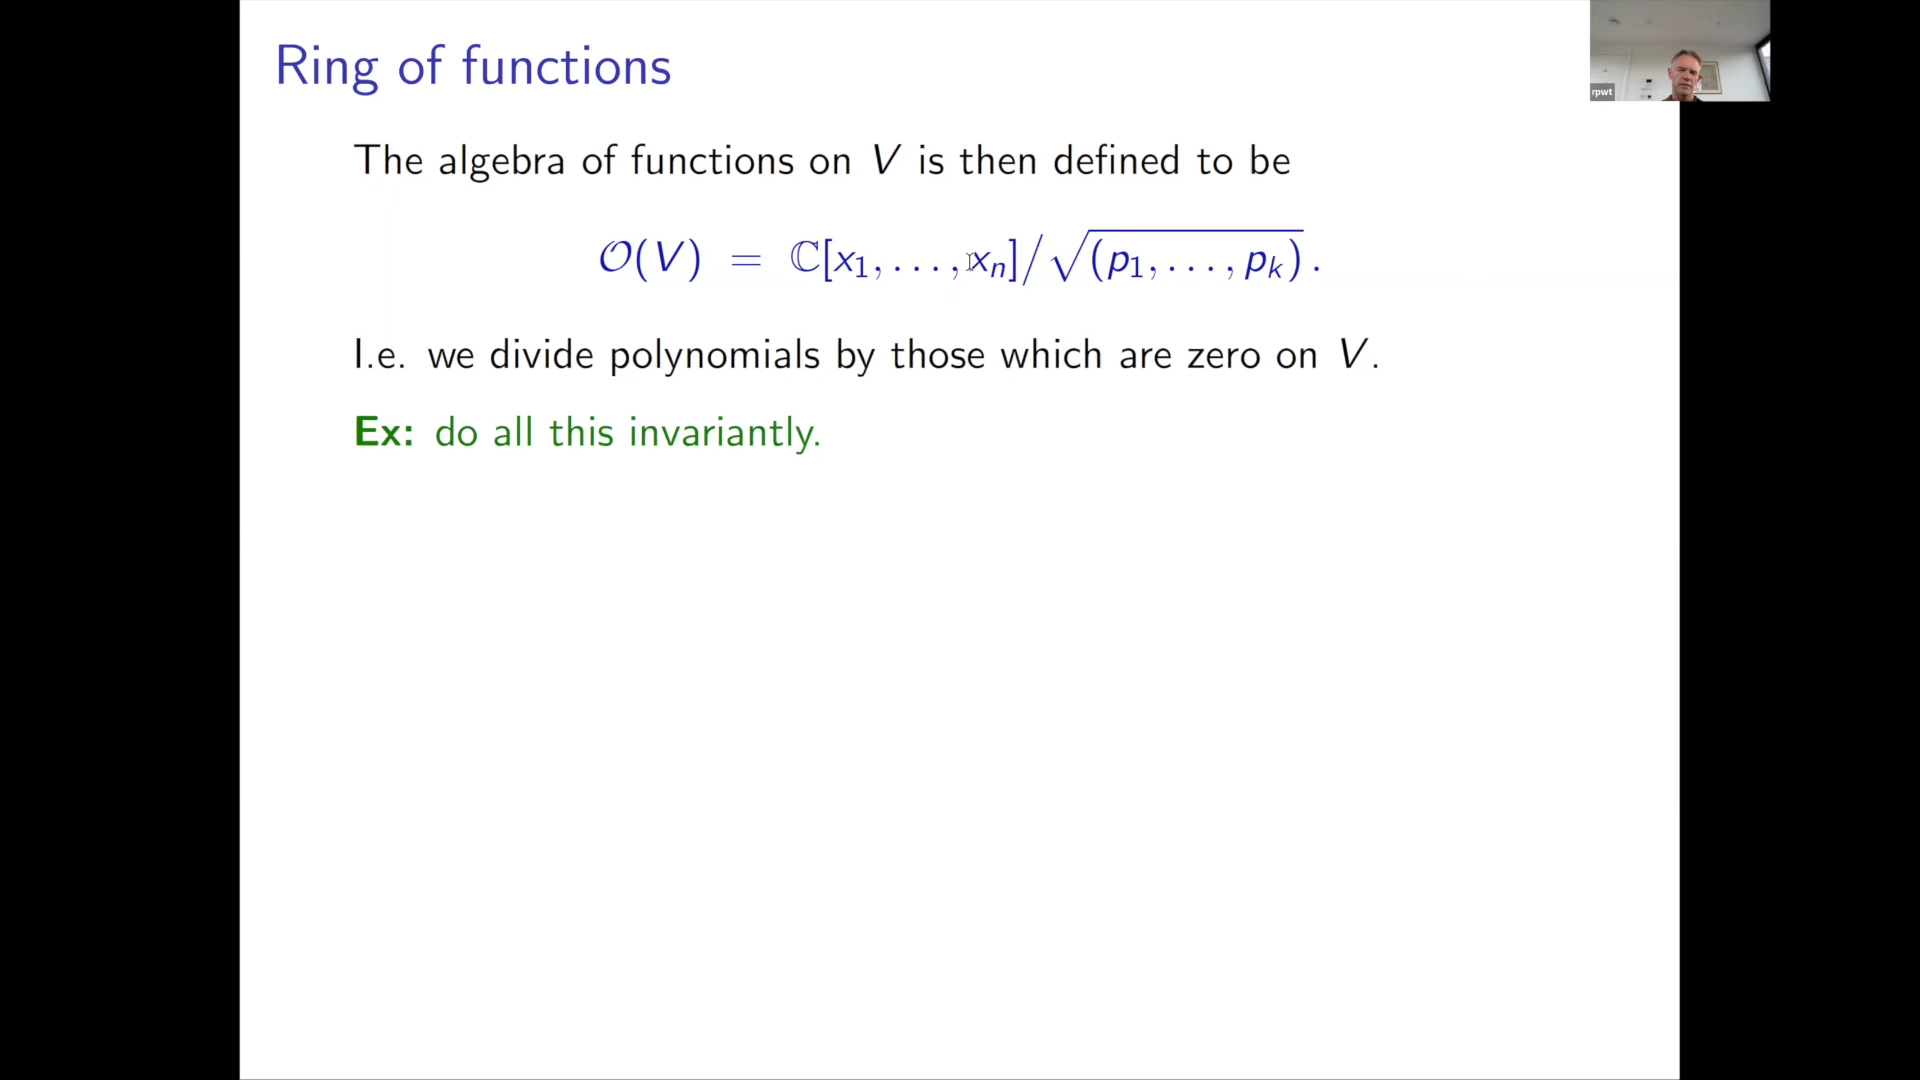 Ring of functions
rpwt
The algebra of functions on V is then defined to be
𝒪(V) = ℂ[x₁, . . . , xₙ]/√(p₁, . . . , pₖ) .
I.e. we divide polynomials by those which are zero on V.
Ex: do all this invariantly.